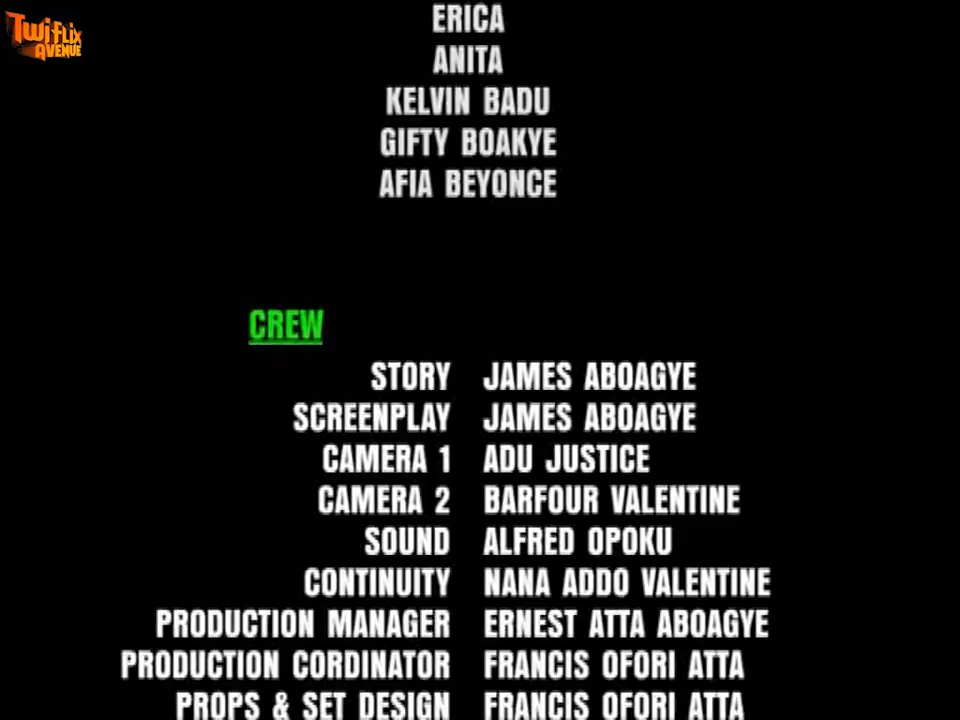 TWIFLIX
AVENUE
ERICA
ANITA
KELVIN BADU
GIFTY BOAKYE
AFIA BEYONCE
CREW
STORY JAMES ABOAGYE
SCREENPLAY JAMES ABOAGYE
CAMERA 1 ADU JUSTICE
CAMERA 2 BARFOUR VALENTINE
SOUND ALFRED OPOKU
CONTINUITY NANA ADDO VALENTINE
PRODUCTION MANAGER ERNEST ATTA ABOAGYE
PRODUCTION CORDINATOR FRANCIS OFORI ATTA
PROPS & SET DESIGN FRANCIS OFORI ATTA